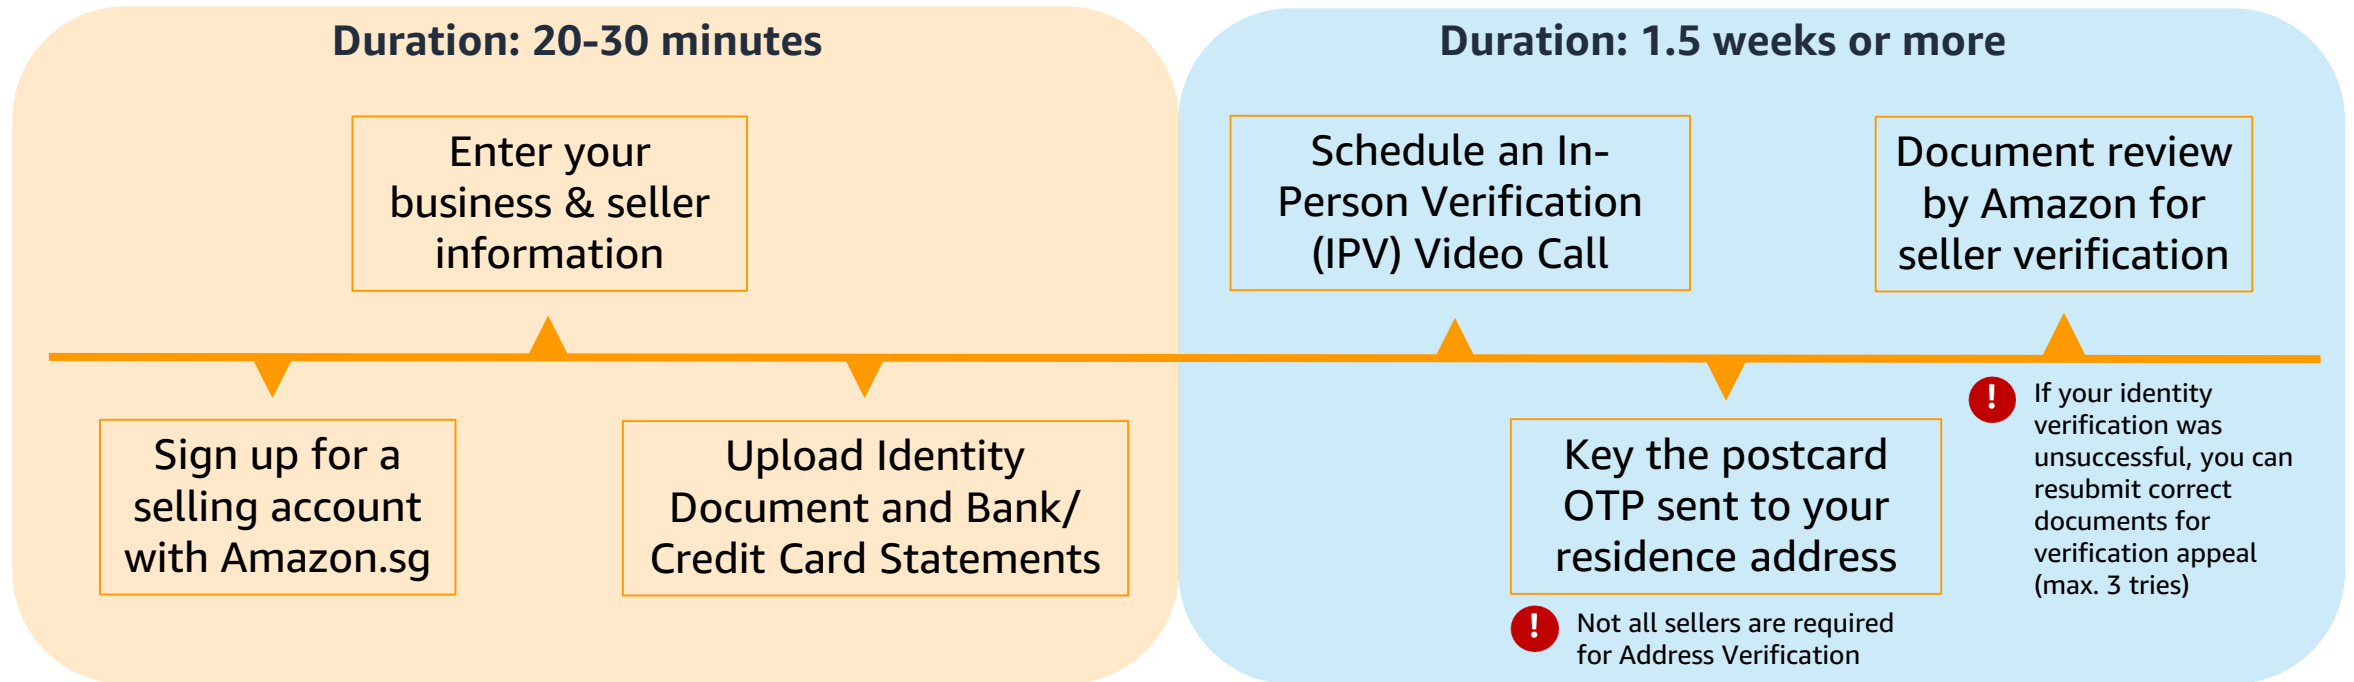 Duration: 20-30 minutes
Enter your
business & seller
information
Sign up for a
selling account
with Amazon.sg
Upload Identity
Document and Bank/
Credit Card Statements
Duration: 1.5 weeks or more
Schedule an In-
Person Verification
(IPV) Video Call
Document review
by Amazon for
seller verification
Key the postcard
OTP sent to your
residence address
!
Not all sellers are required
for Address Verification
!
If your identity
verification was
unsuccessful, you can
resubmit correct
documents for
verification appeal
(max. 3 tries)